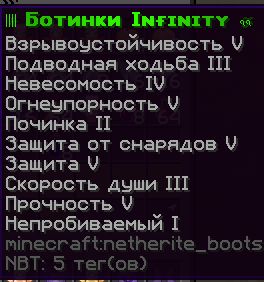 Ботинки Infinity
Взрывоустойчивость V
Подводная ходьба III
Невесомость IV
Огнеупорность V
Починка II
Защита от снарядов V
Защита V
Скорость души III
Прочность V
Непробиваемый I
minecraft:netherite_boots
NBT: 5 тег(ов)